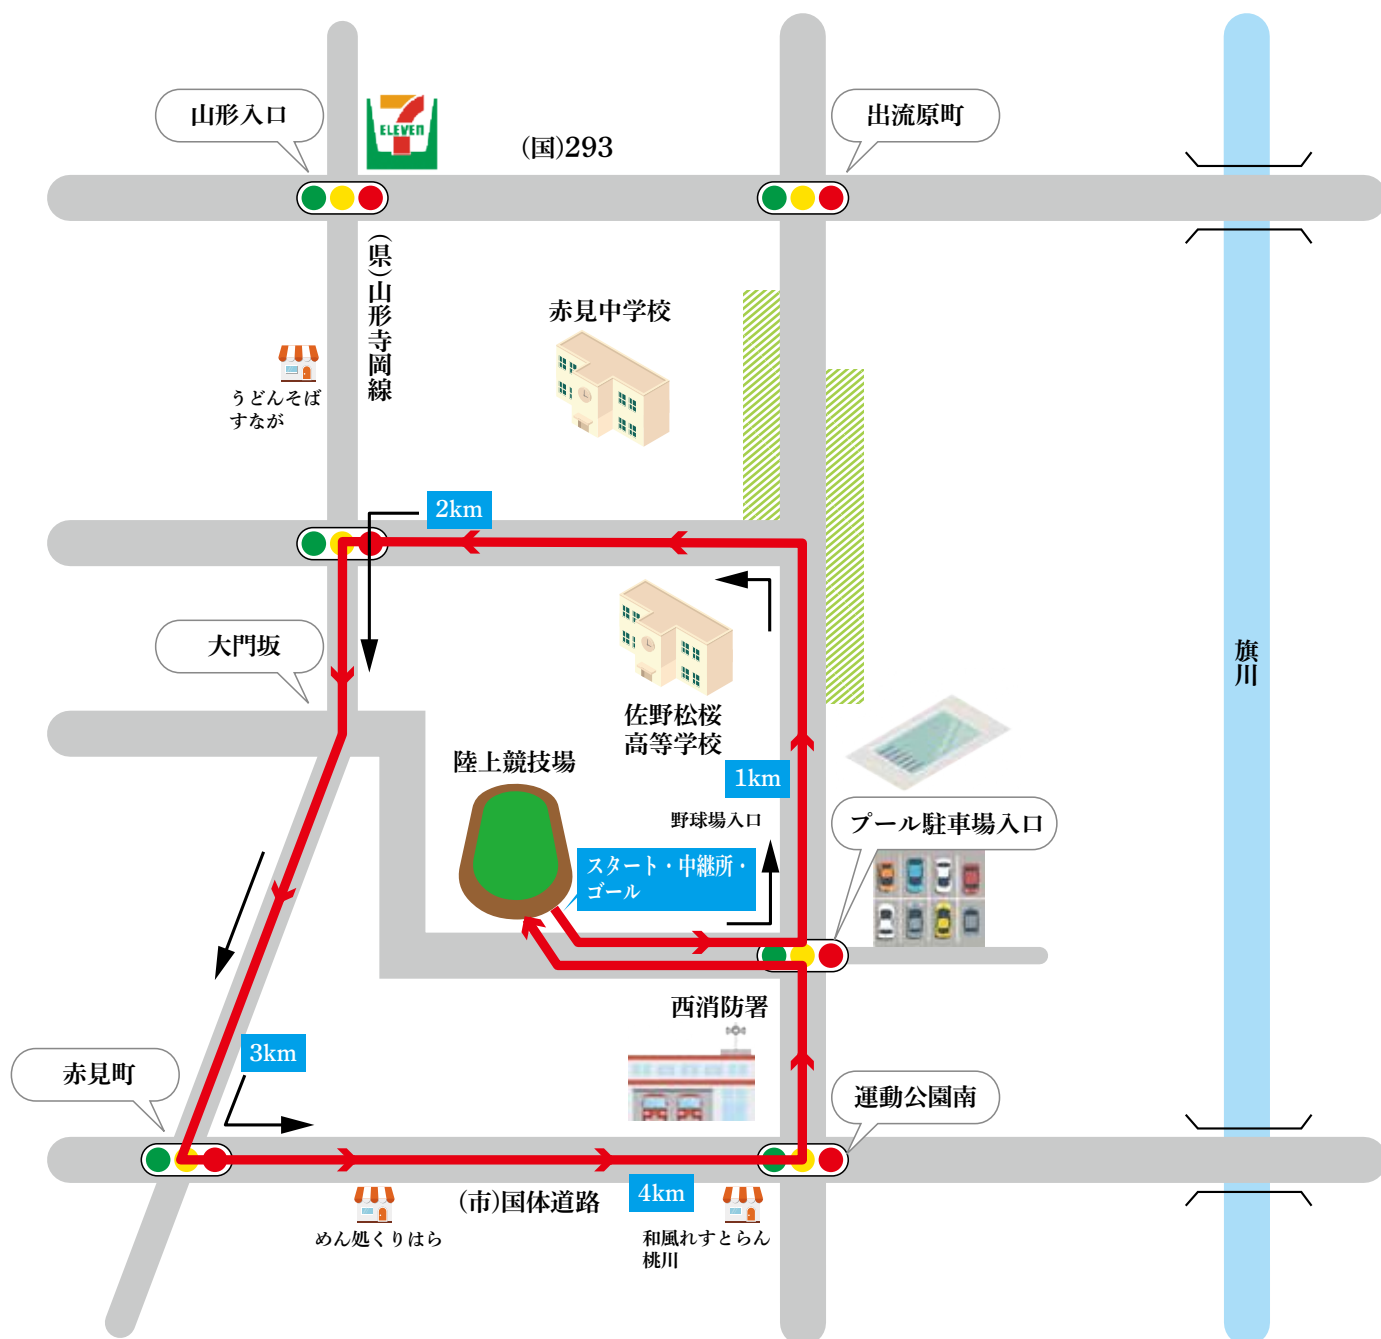 山形入口
7
ELEVEN
(国)293
出流原町
(県)山形寺岡線
赤見中学校
うどんそば
すなが
2km
大門坂
佐野松桜
高等学校
旗川
陸上競技場
1km
野球場入口
プール駐車場入口
スタート・中継所・
ゴール
西消防署
3km
赤見町
運動公園南
4km
(市)国体道路
めん処くりはら
和風れすとらん
桃川